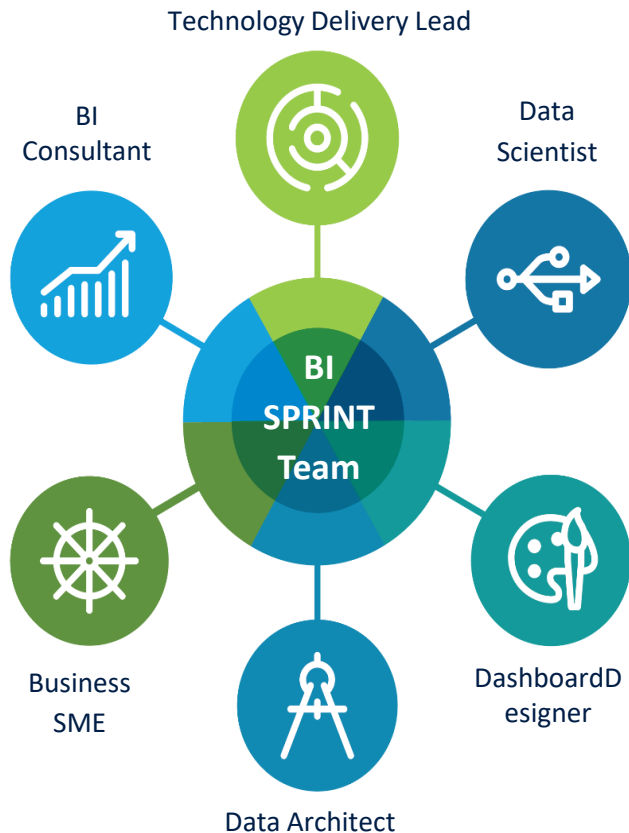 Technology Delivery Lead
BI
Consultant
Data
Scientist
BI
SPRINT
Team
Business
SME
DashboardD
esigner
Data Architect